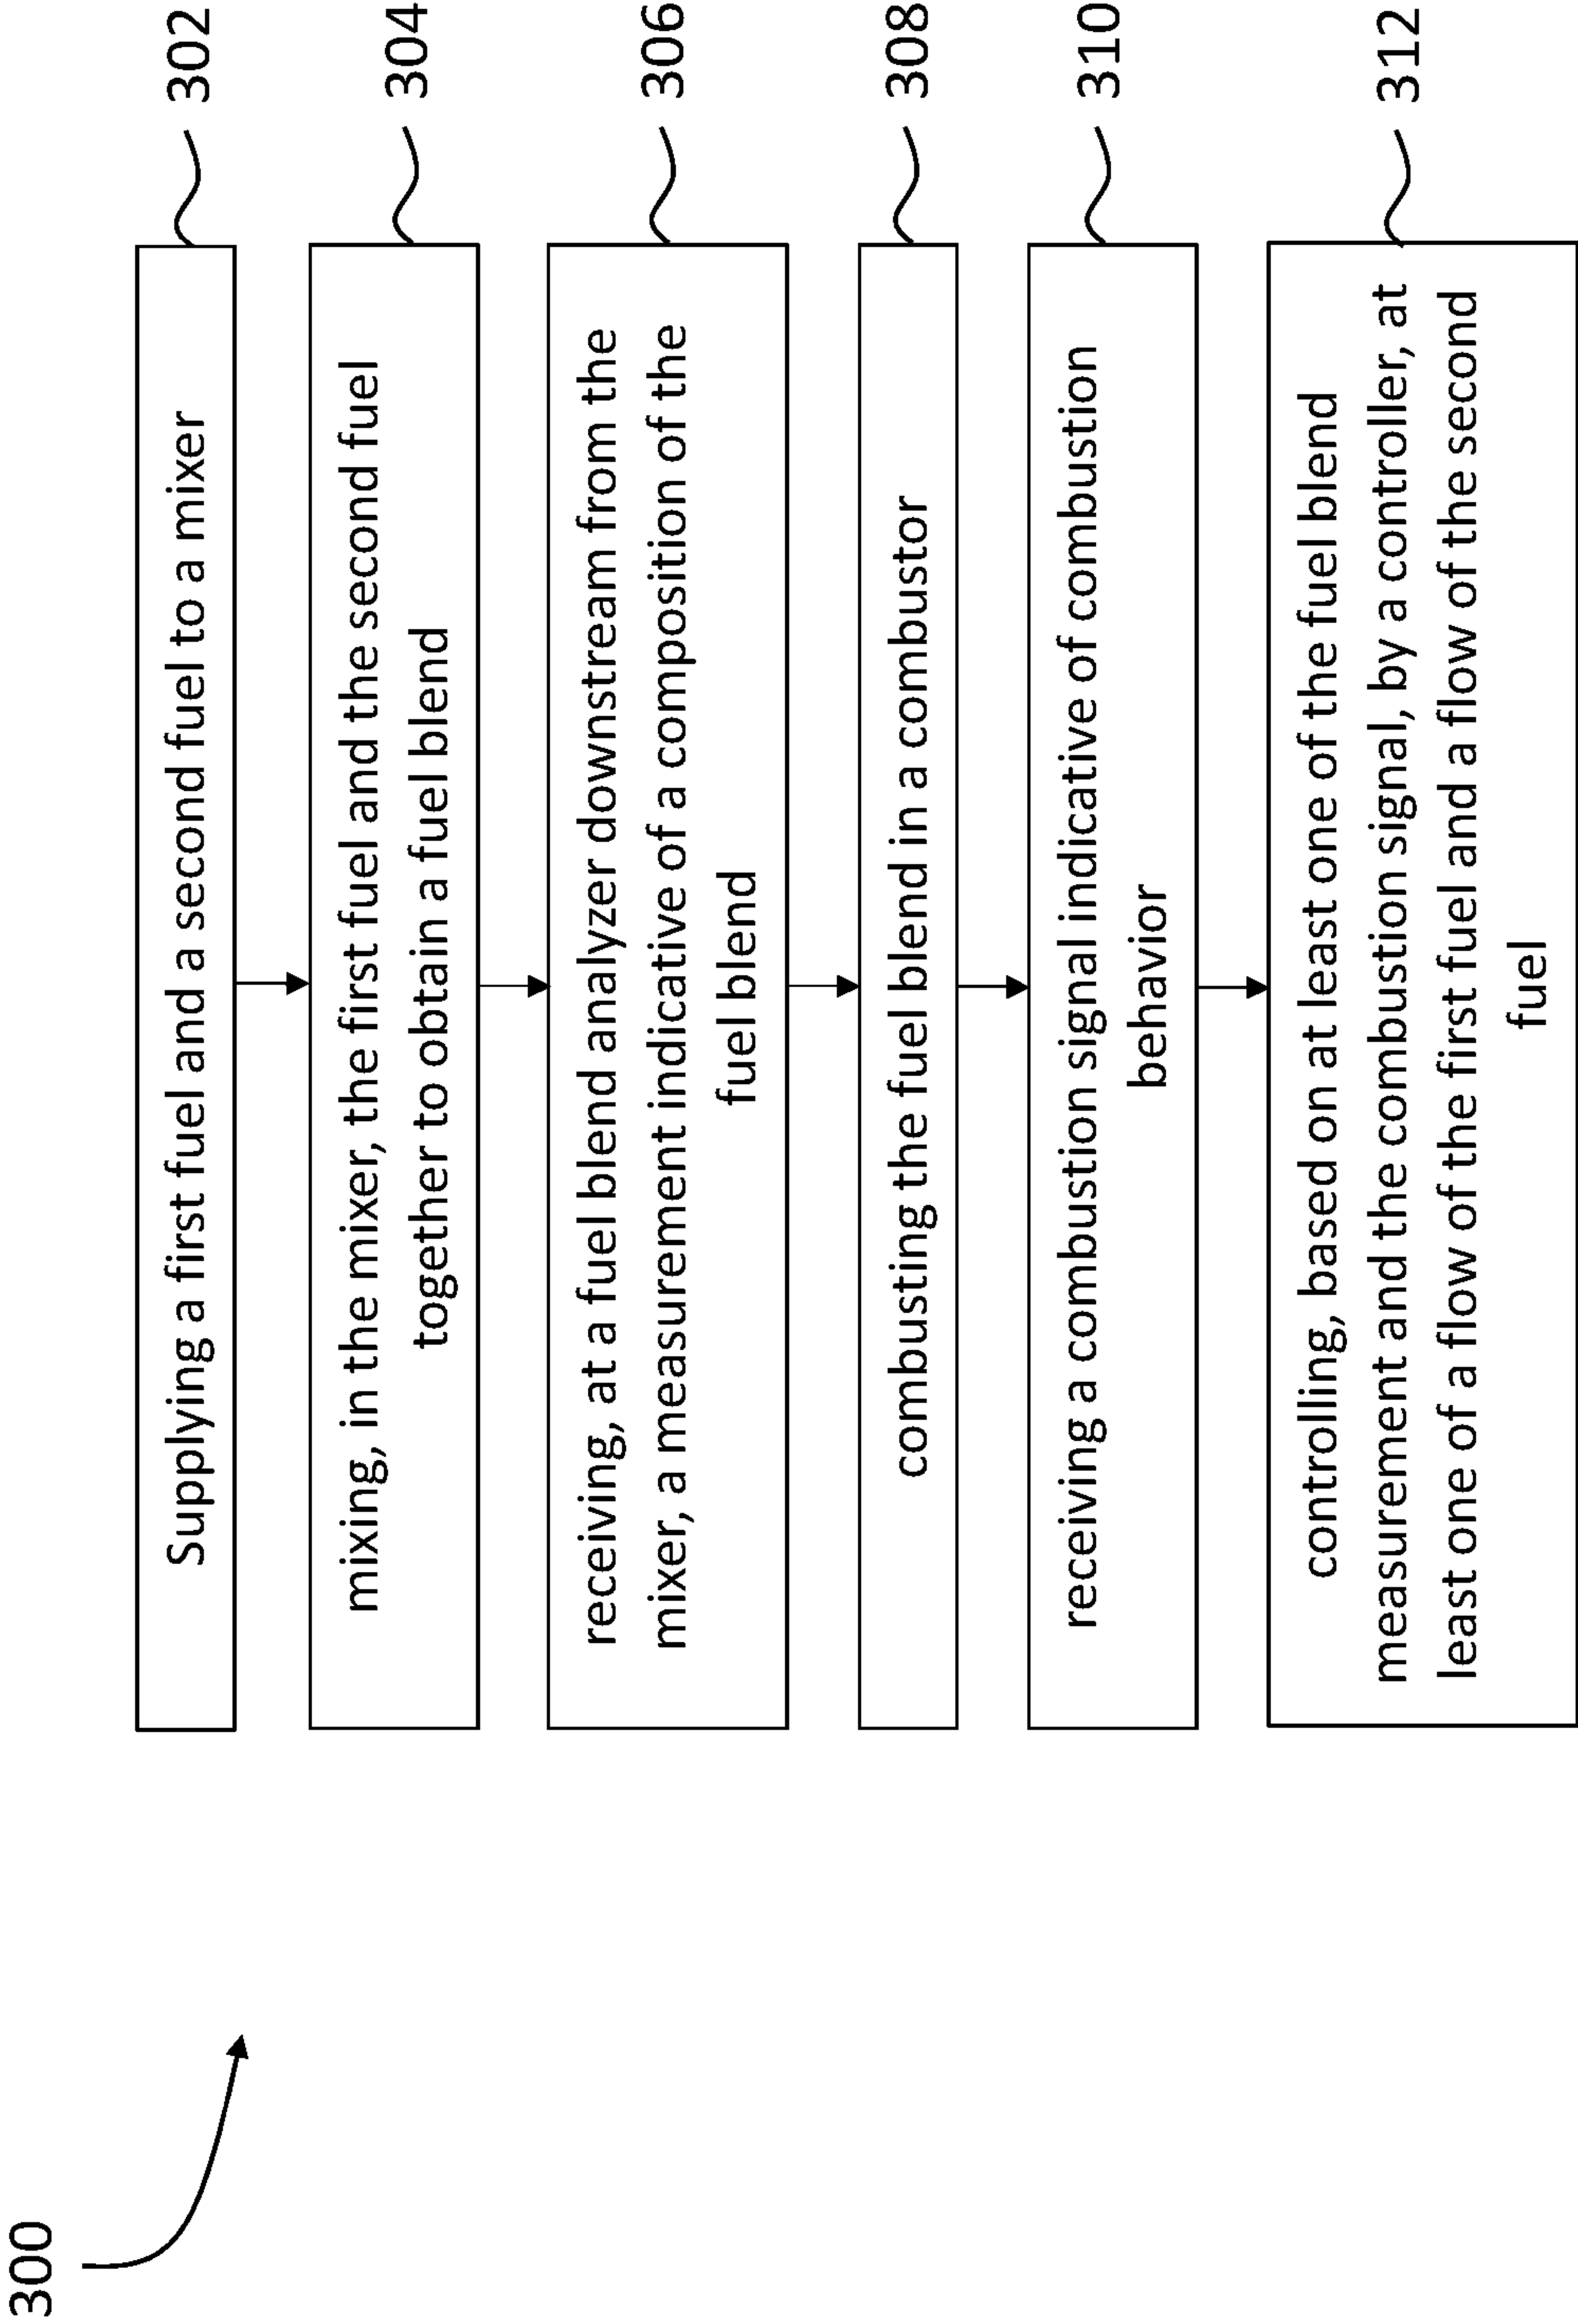 300
Supplying a first fuel and a second fuel to a mixer
302
mixing, in the mixer, the first fuel and the second fuel
together to obtain a fuel blend
304
receiving, at a fuel blend analyzer downstream from the
mixer, a measurement indicative of a composition of the
fuel blend
306
combusting the fuel blend in a combustor
308
receiving a combustion signal indicative of combustion
behavior
310
controlling, based on at least one of the fuel blend
measurement and the combustion signal, by a controller, at
least one of a flow of the first fuel and a flow of the second
fuel
312